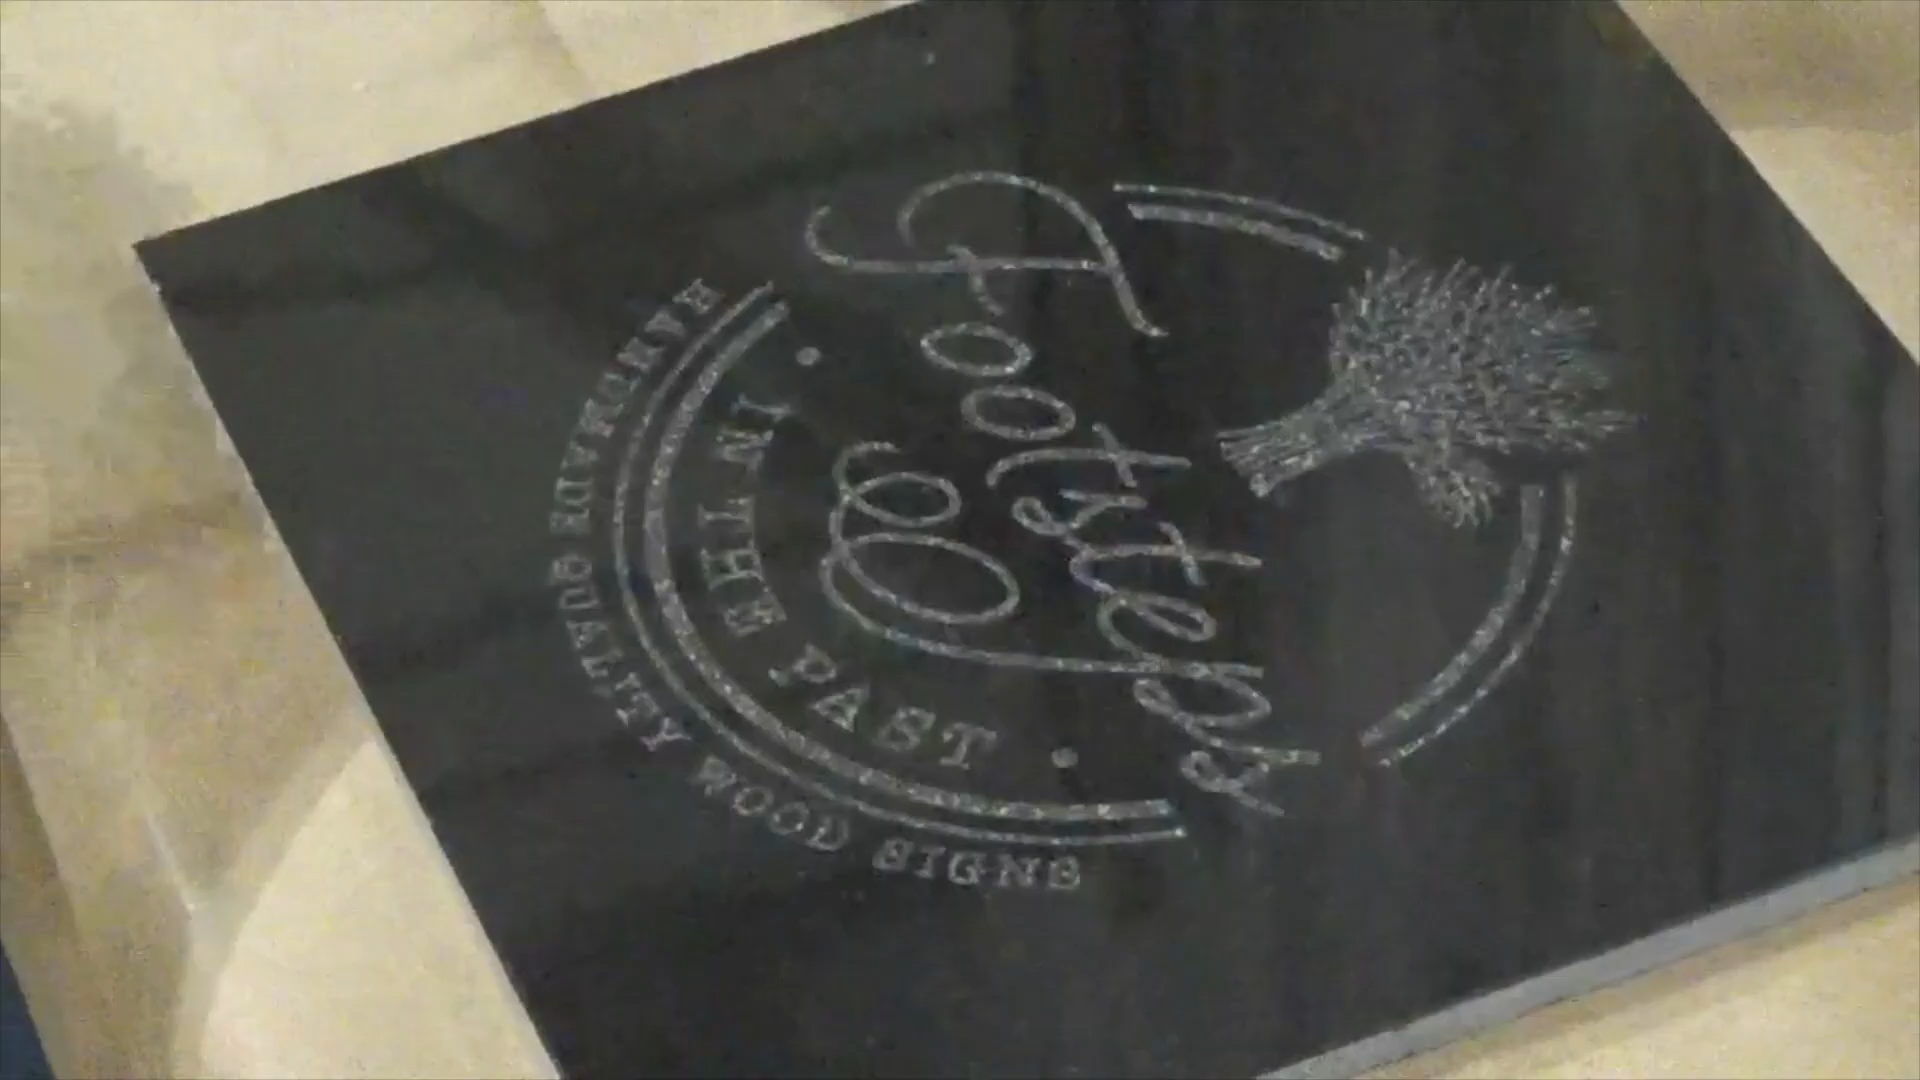 Footsteps
&
• IN THE PAST •
HANDMADE QUALITY WOOD SIGNS